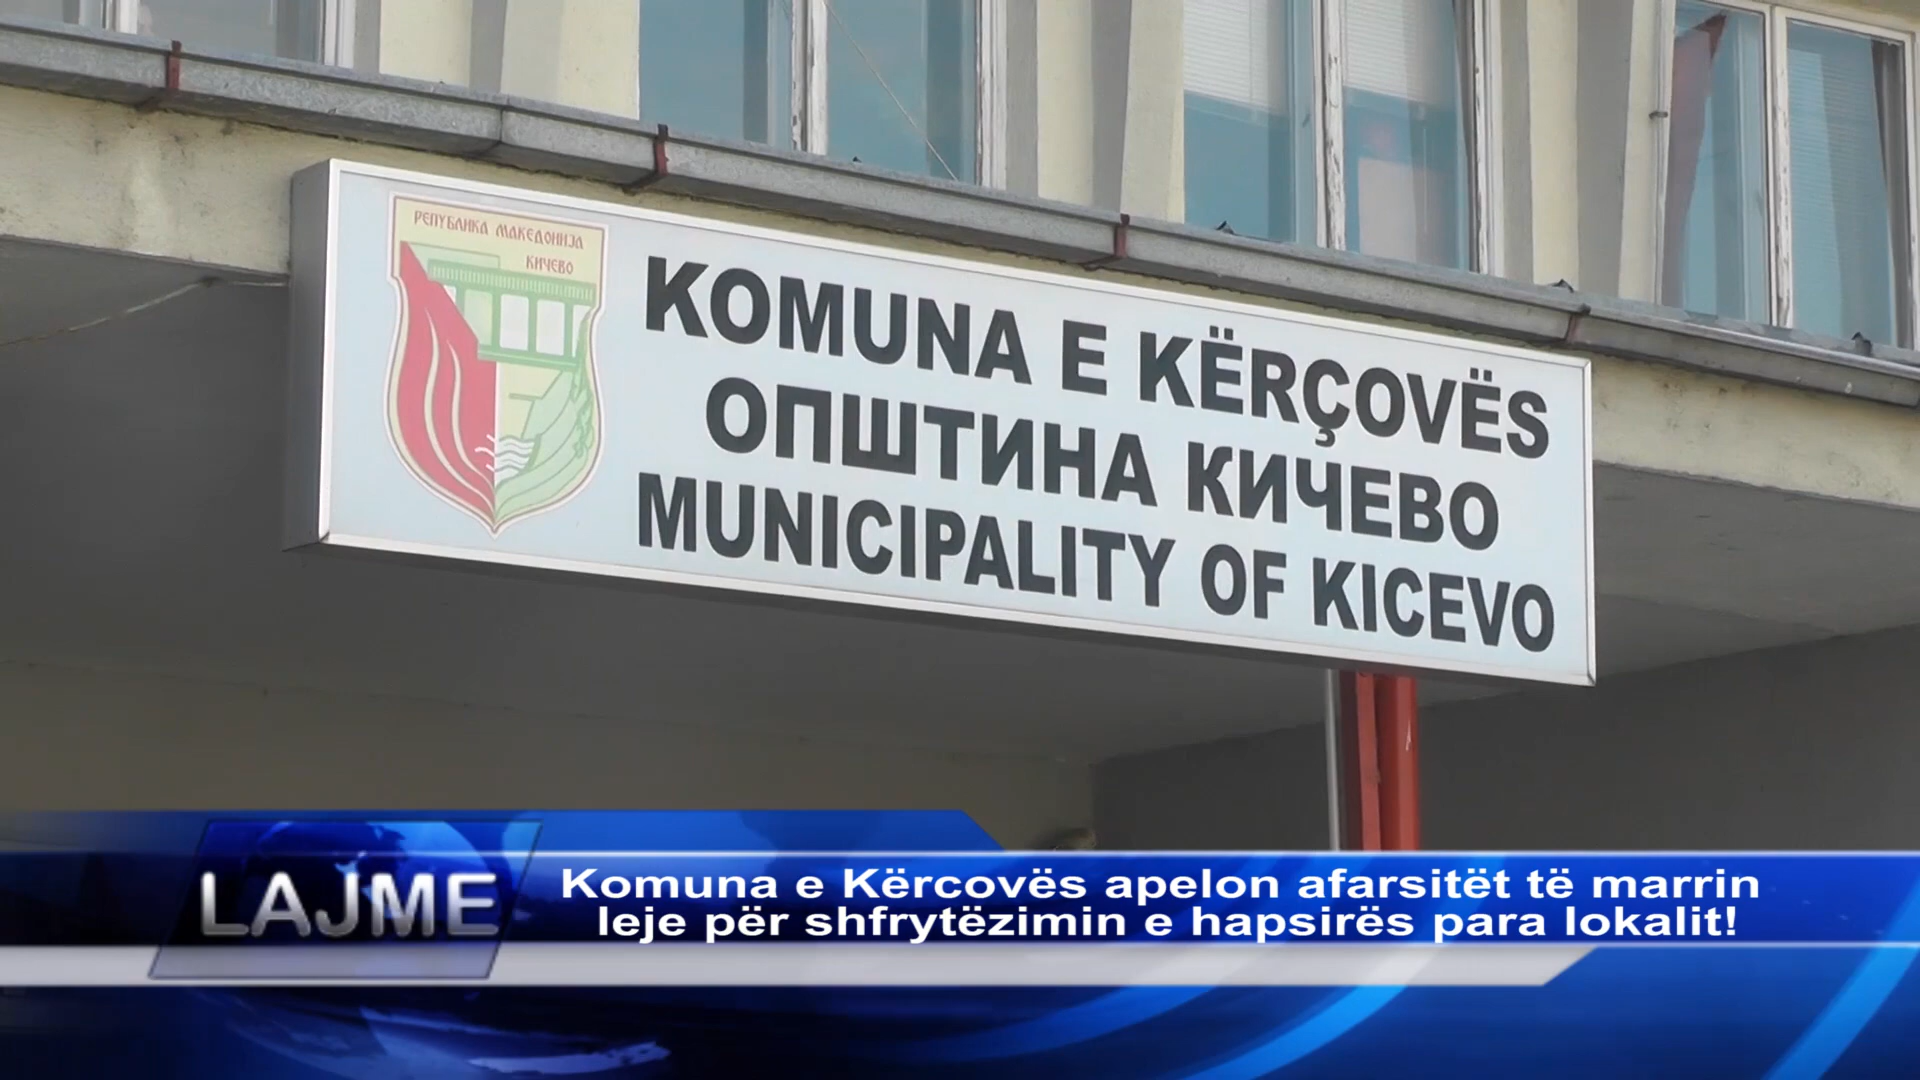 РЕПУБЛИКА МАКЕДОНИЈА
КИЧЕВО
KOMUNA E KËRÇOVËS
ОПШТИНА КИЧЕВО
MUNICIPALITY OF KICEVO
LAJME
Komuna e Kërcovës apelon afarsitët të marrin
leje për shfrytëzimin e hapsirës para lokalit!